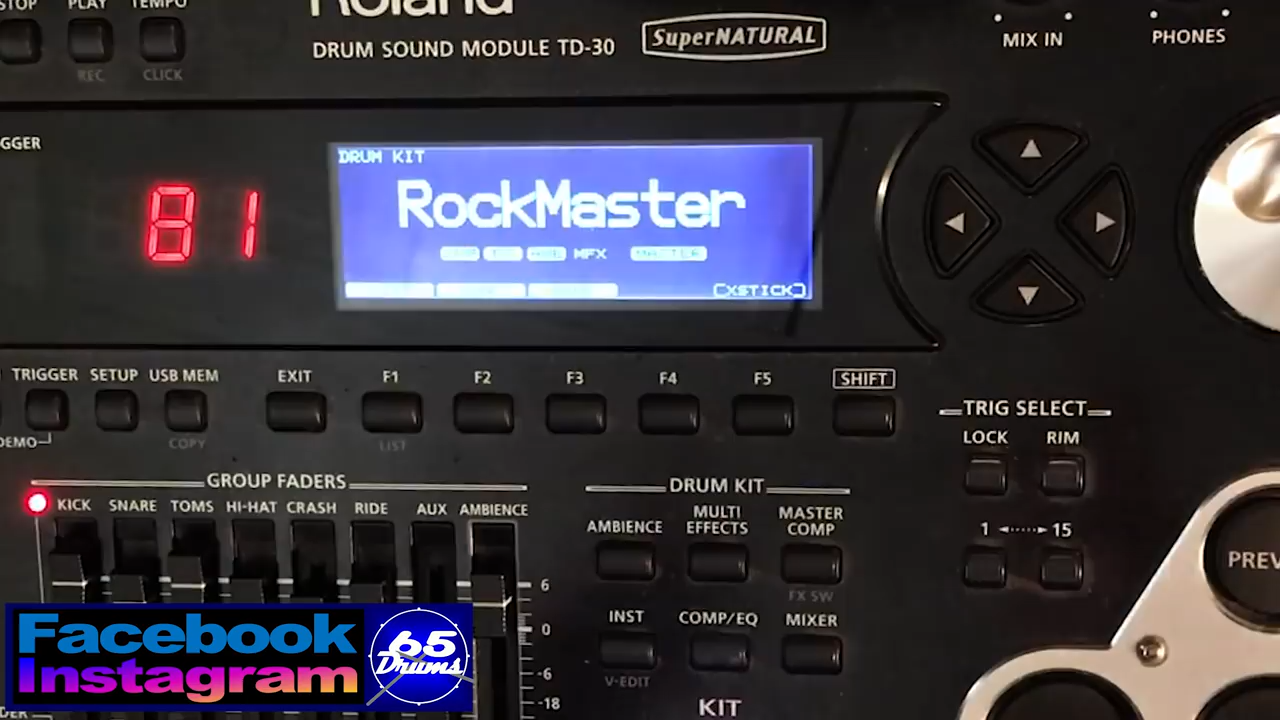 STOP PLAY TEMPO
REC CLICK
Roland
DRUM SOUND MODULE TD-30
SuperNATURAL
MIX IN
PHONES
GGER
81
DRUM KIT
RockMaster
MFX MASTER
[XSTICK]
TRIGGER SETUP USB MEM EXIT F1 F2 F3 F4 F5 SHIFT
DEMO COPY LIST
TRIG SELECT
LOCK RIM
1 15
GROUP FADERS
KICK SNARE TOMS HI-HAT CRASH RIDE AUX AMBIENCE
6
0
-6
-18
DRUM KIT
AMBIENCE
MULTI
EFFECTS
MASTER
COMP
FX SW
INST COMP/EQ MIXER
V-EDIT
KIT
PREV
Facebook
Instagram
65
Drums